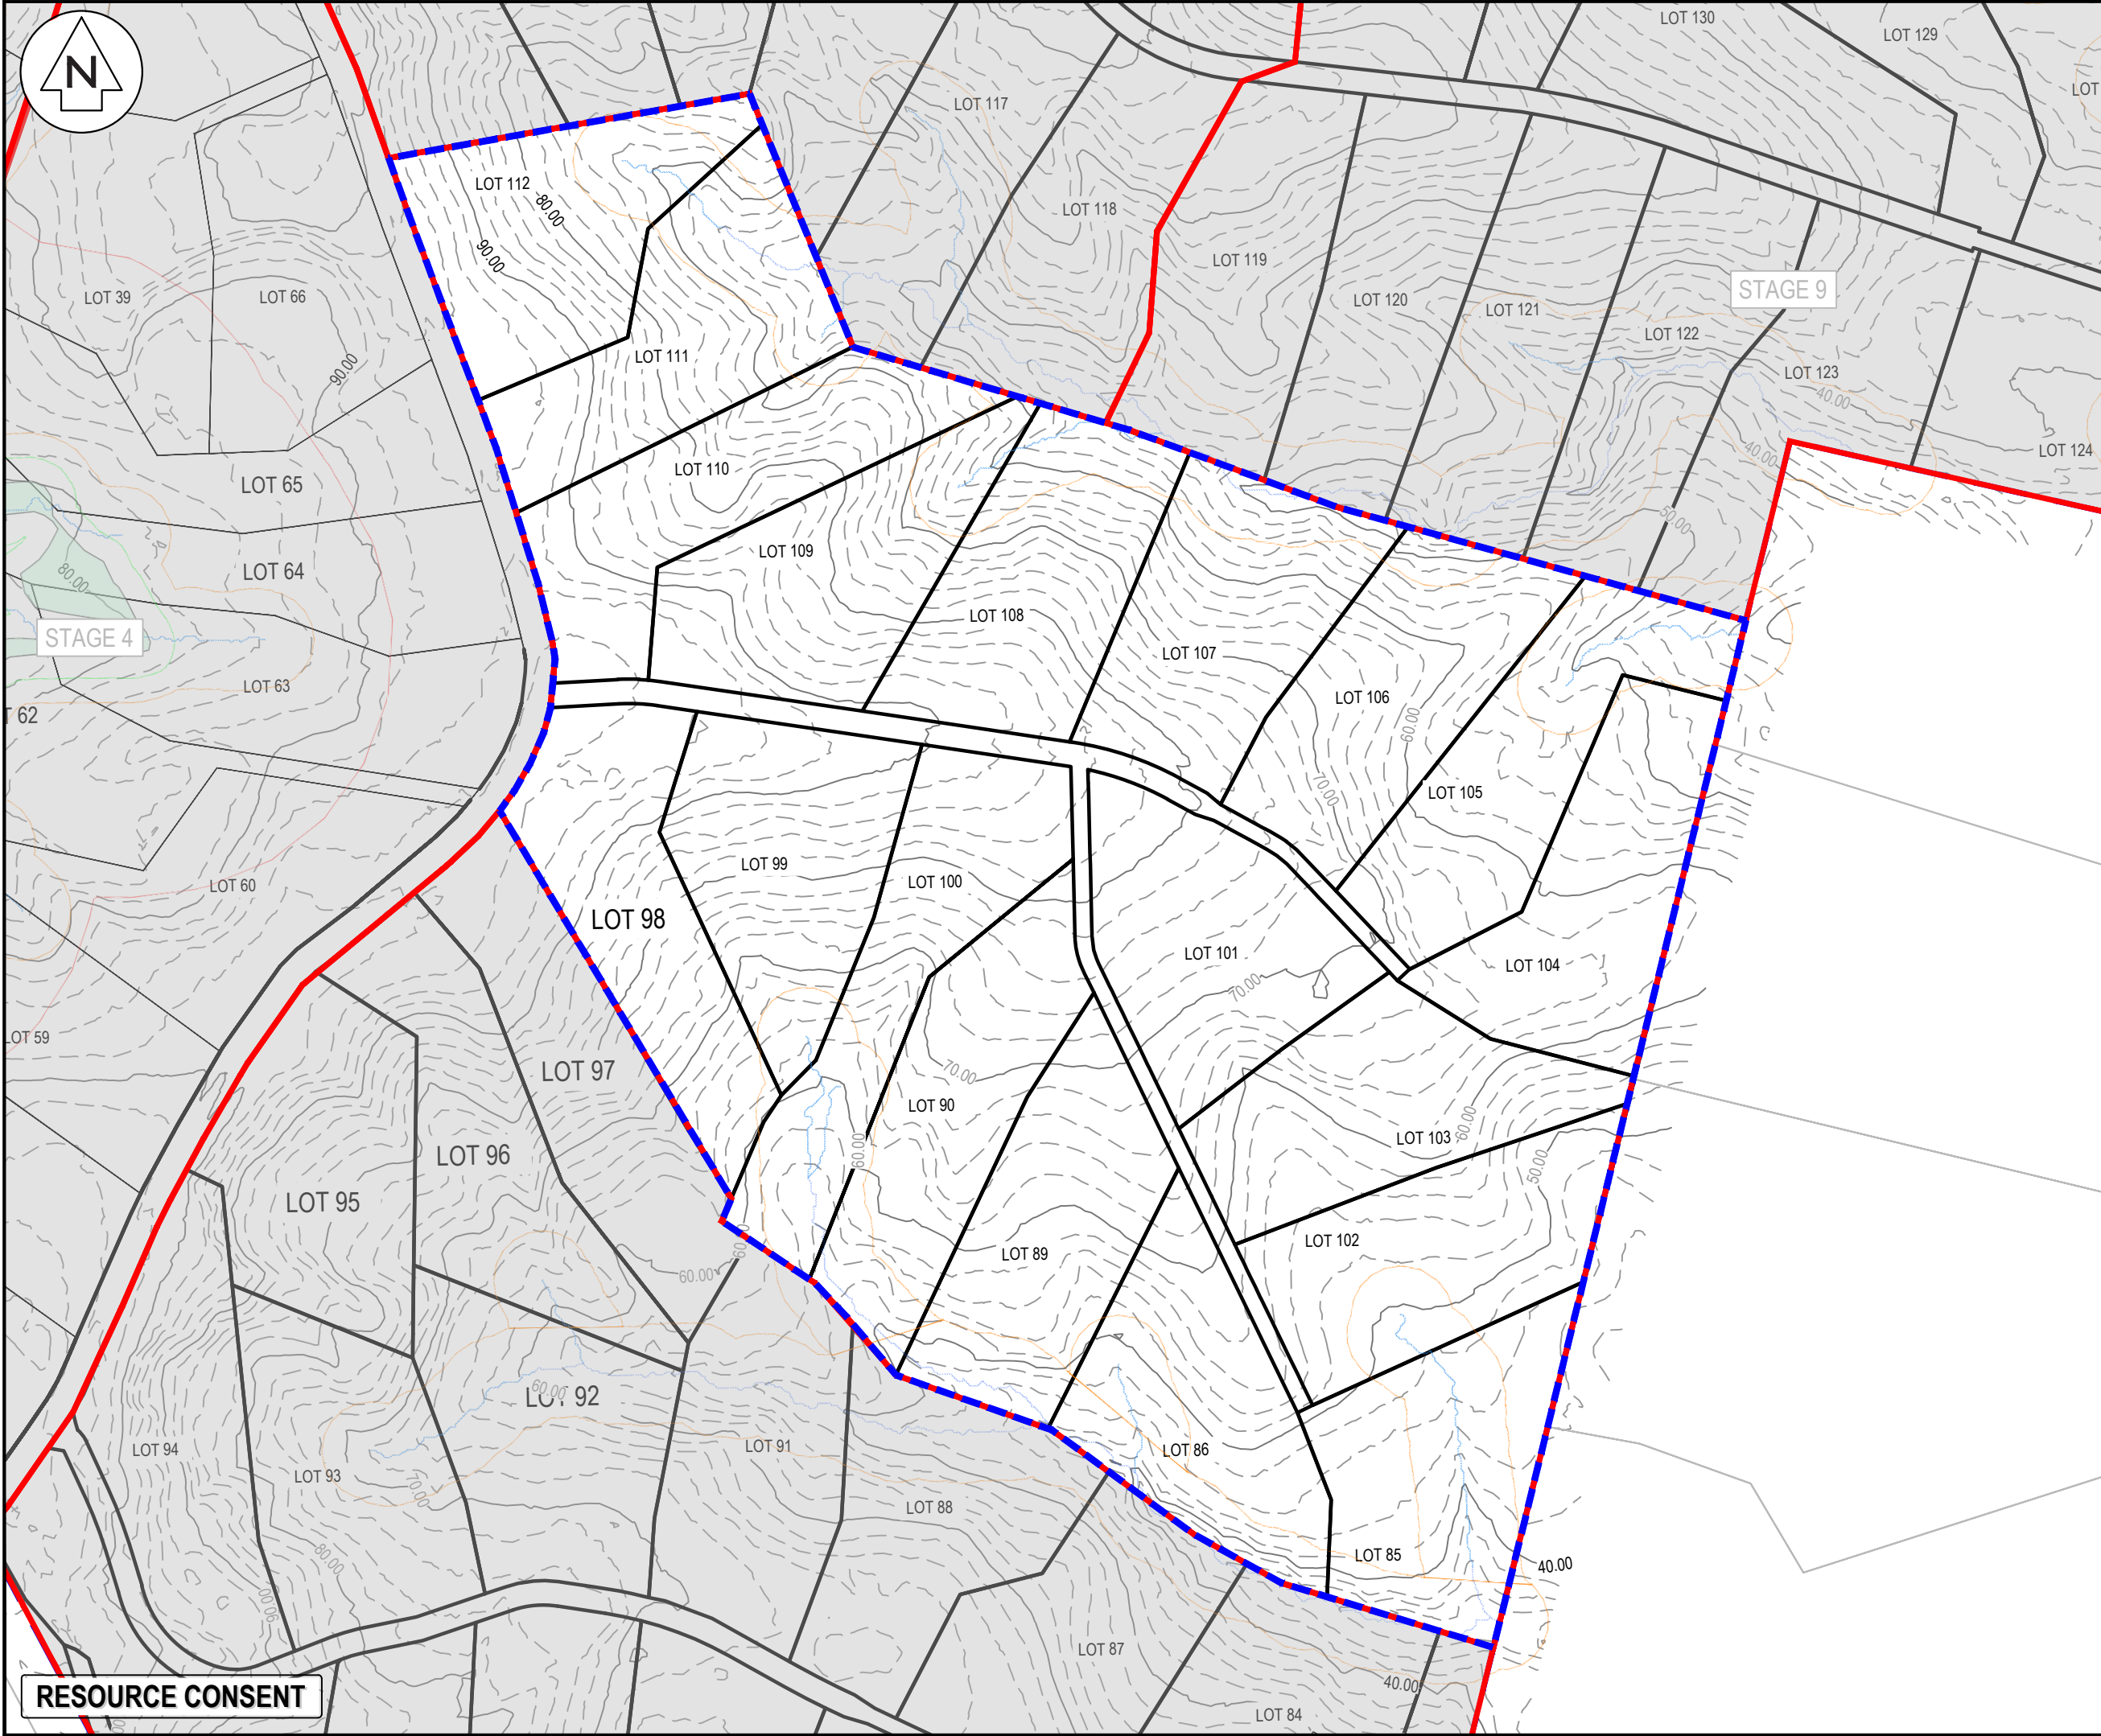 N
LOT 130
LOT 129
LOT
LOT 117
LOT 112
80.00
90.00
LOT 118
LOT 119
STAGE 9
LOT 39
LOT 66
LOT 120
LOT 121
LOT 122
LOT 111
90.00
LOT 123
40.00
LOT 124
40.00
LOT 110
LOT 65
50.00
LOT 109
LOT 64
80.00
LOT 108
STAGE 4
LOT 107
LOT 63
LOT 106
T 62
60.00
70.00
LOT 105
LOT 99
LOT 100
LOT 60
LOT 98
LOT 101
LOT 104
70.00
LOT 59
LOT 97
70.00
LOT 90
60.00
LOT 103
60.00
LOT 96
50.00
LOT 95
LOT 102
60.00
LOT 89
60.00
LOT 92
LOT 94
LOT 91
LOT 86
LOT 93
70.00
LOT 88
LOT 85
40.00
80.00
90.00
LOT 87
40.00
RESOURCE CONSENT
LOT 84